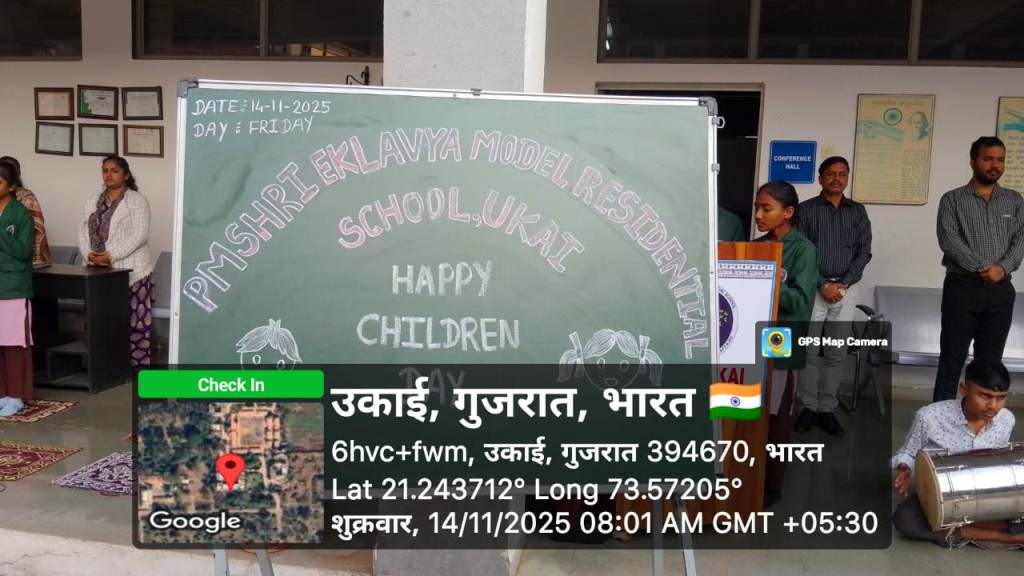 DATE: 14-11-2025
DAY : FRIDAY
PMSHRI EKLAVYA MODEL RESIDENTIAL
SCHOOL, UKAI
HAPPY
CHILDREN
DAY
CONFERENCE
HALL
KAI
GPS Map Camera
Check In
उकाई, गुजरात, भारत
6hvc+fwm, उकाई, गुजरात 394670, भारत
Lat 21.243712° Long 73.57205°
शुक्रवार, 14/11/2025 08:01 AM GMT +05:30
Google